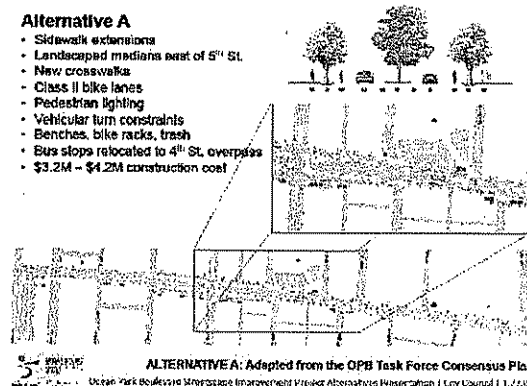 Alternative A
• Sidewalk extensions
• Landscaped medians east of 5th St.
• New crosswalks
• Class II bike lanes
• Pedestrian lighting
• Vehicular turn constraints
• Benches, bike racks, trash
• Bus stops relocated to 4th St. overpass
• $3.2M – $4.2M construction cost
ALTERNATIVE A: Adapted from the OPB Task Force Consensus Pl
Ocean Park Boulevard Streetscape Improvement Project Alternatives Presentation | City Council |